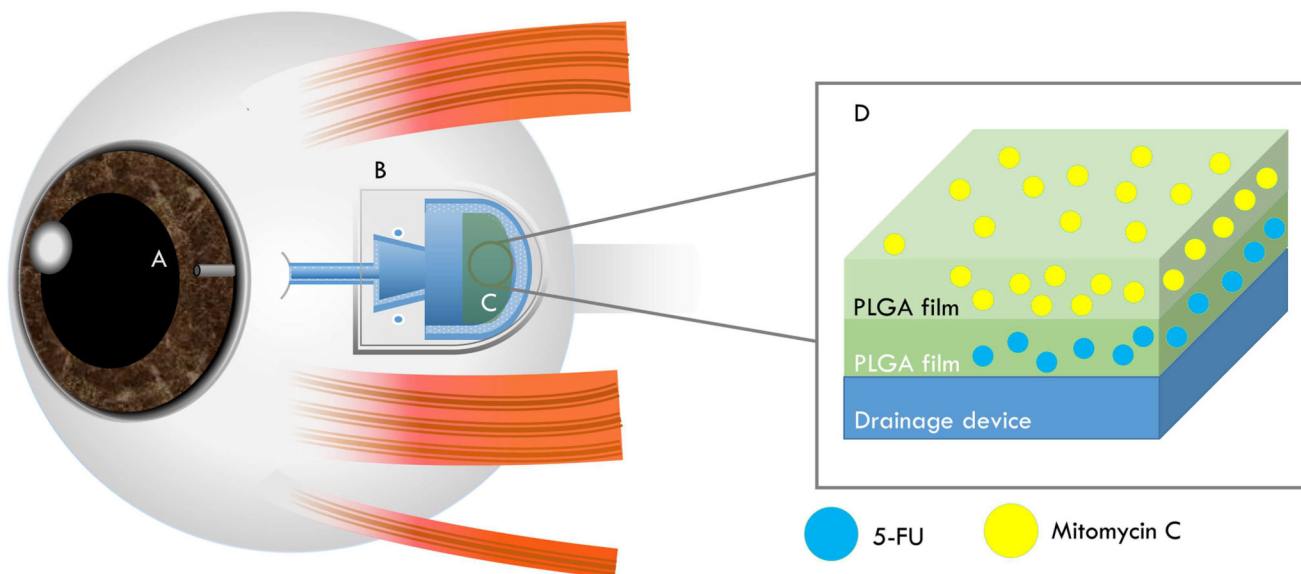 A
B
C
D
PLGA film
PLGA film
Drainage device
5-FU
Mitomycin C